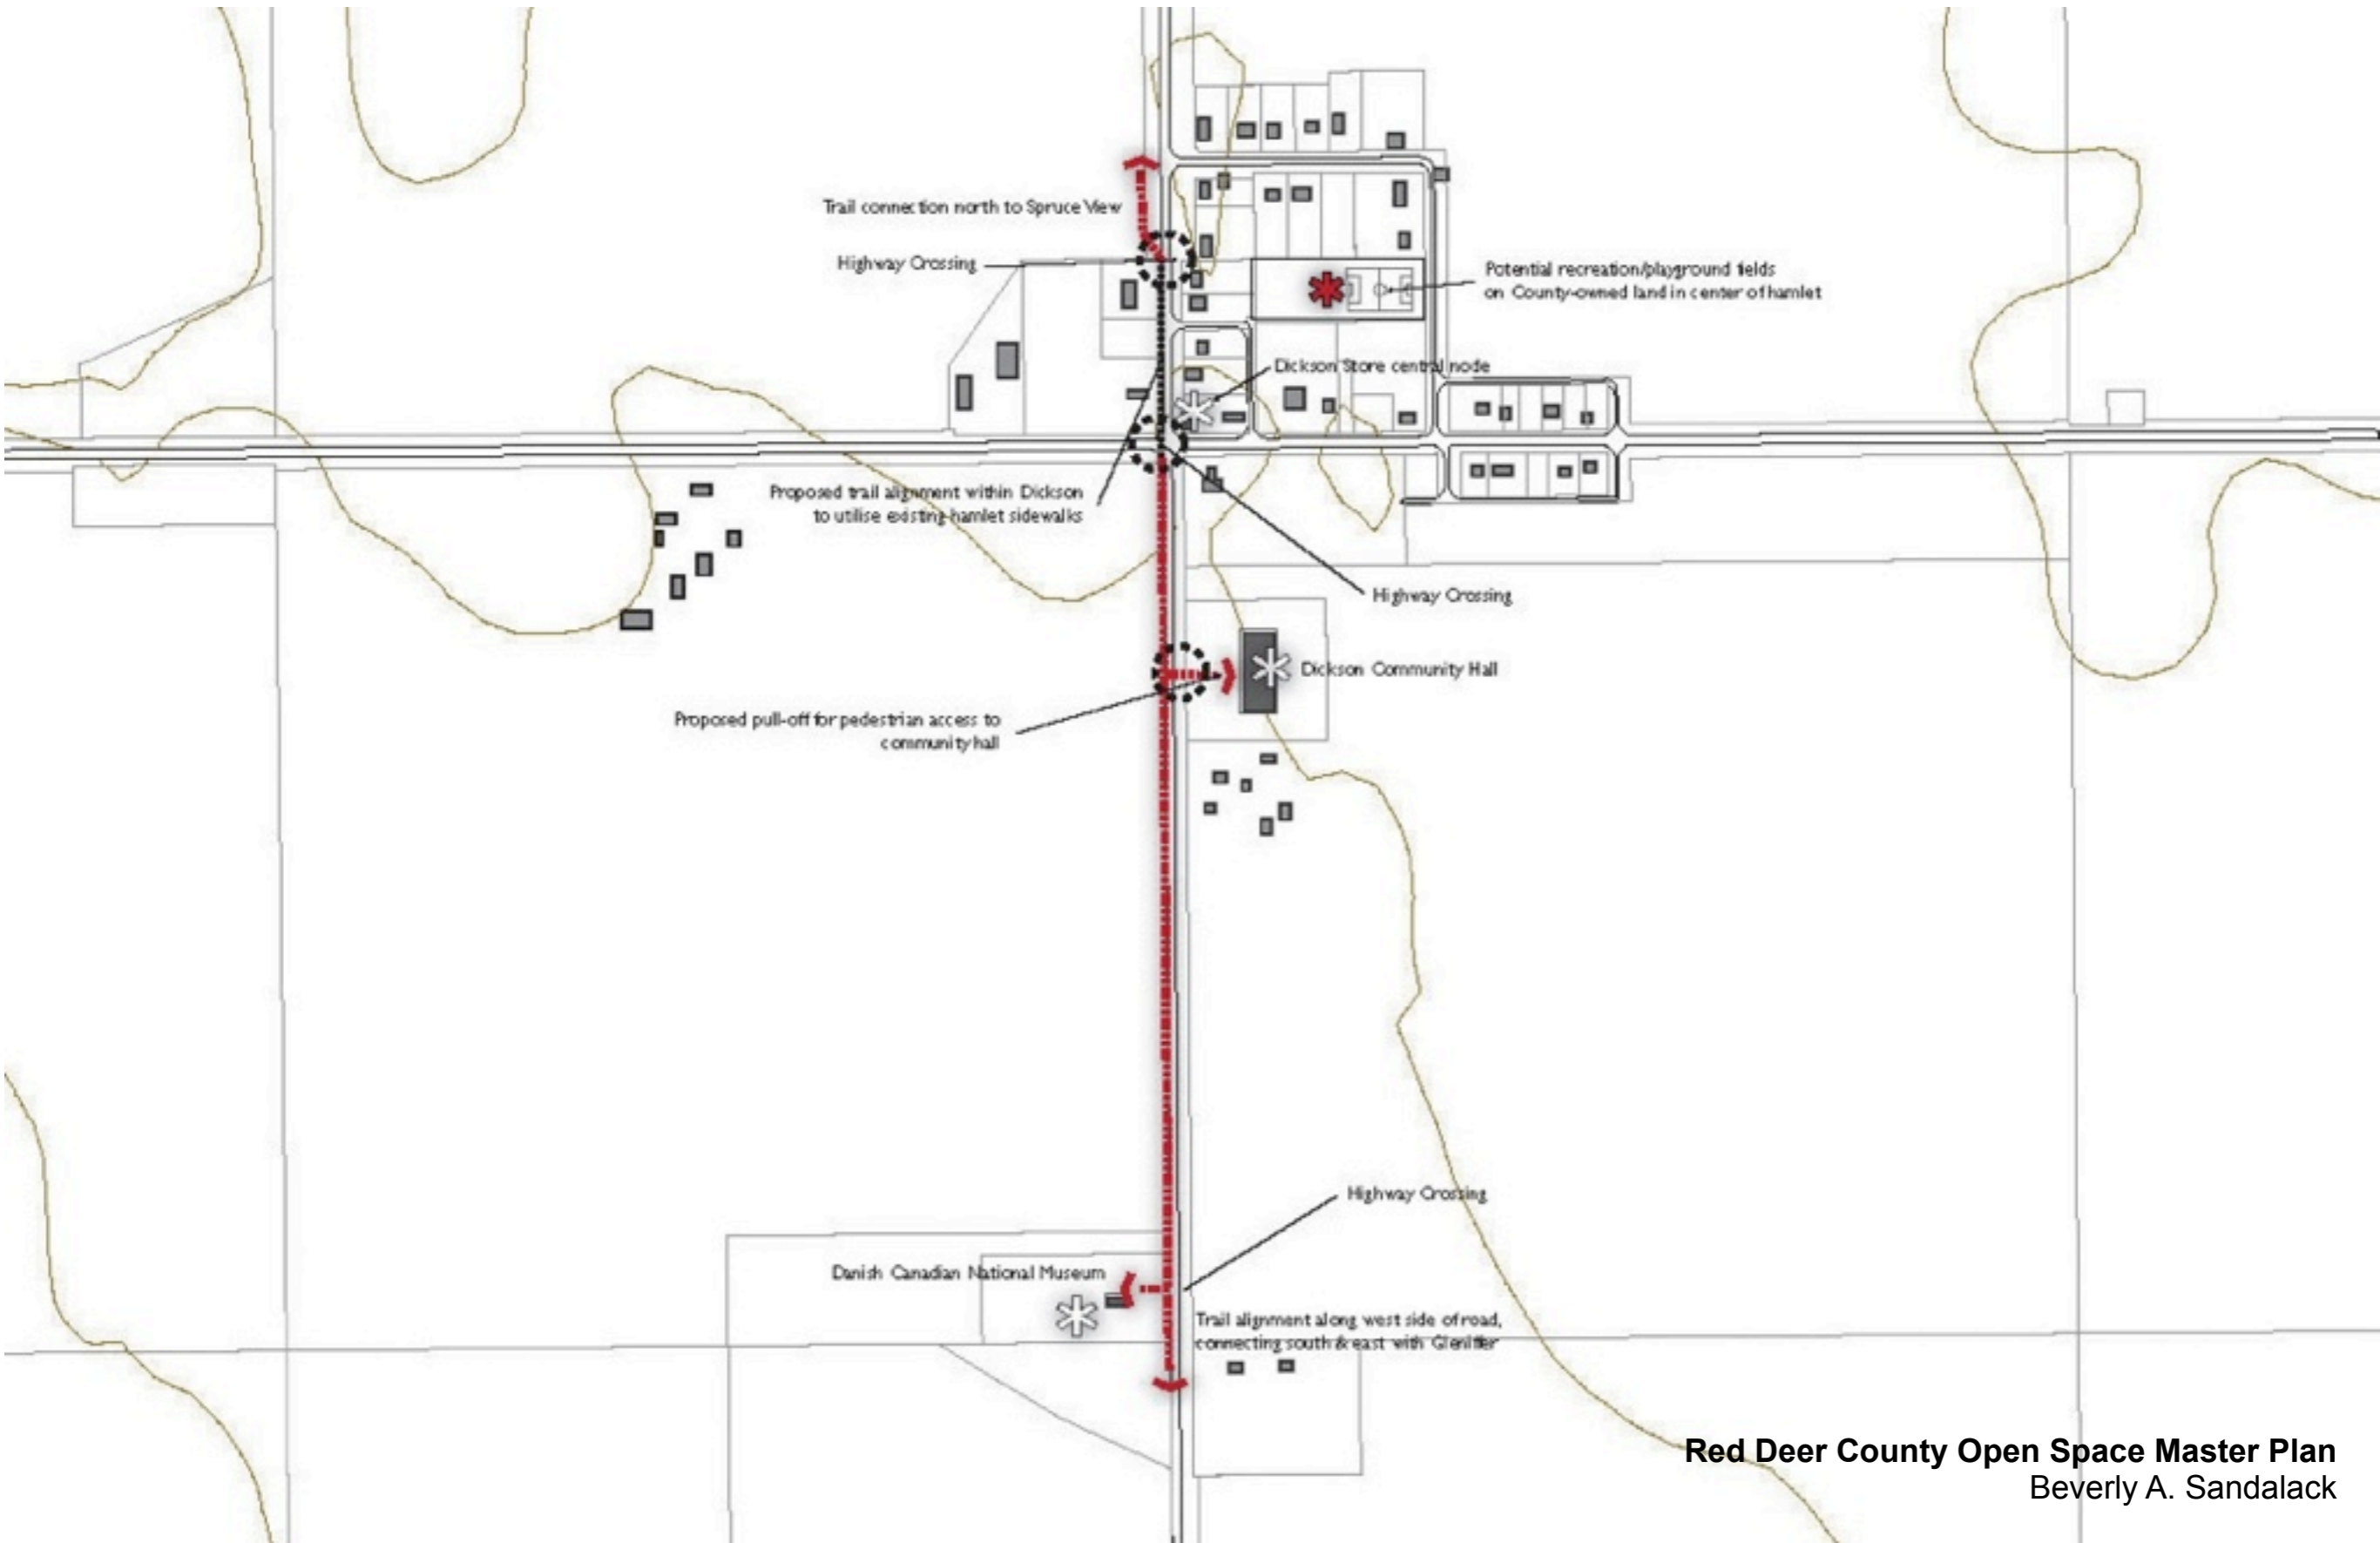 Trail connection north to Spruce View
Highway Crossing
Potential recreation/playground fields
on County-owned land in center of hamlet
Dickson Store central node
Proposed trail alignment within Dickson
to utilise existing hamlet sidewalks
Highway Crossing
Dickson Community Hall
Proposed pull-off for pedestrian access to
community hall
Highway Crossing
Danish Canadian National Museum
Trail alignment along west side of road,
connecting south & east with Gleniffer
Red Deer County Open Space Master Plan
Beverly A. Sandalack